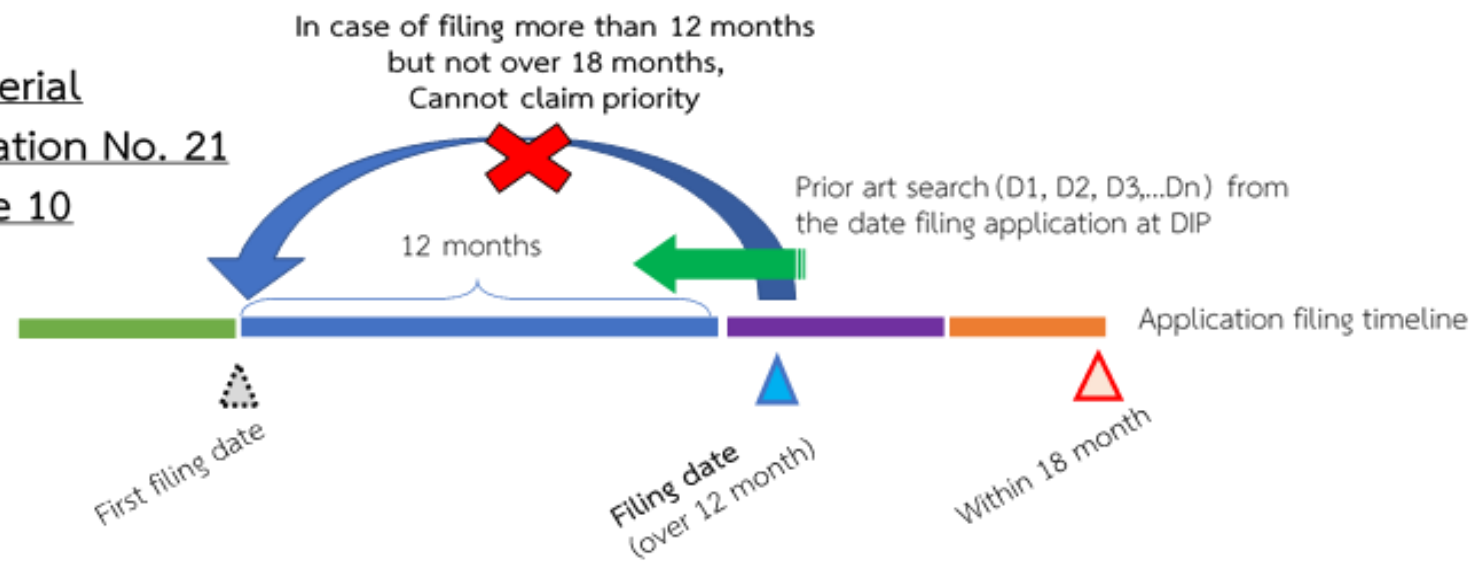 In case of filing more than 12 months
but not over 18 months,
Cannot claim priority
erial
ation No. 21
e 10
Prior art search (D1, D2, D3,...Dn) from
the date filing application at DIP
12 months
Application filing timeline
First filing date
Filing date
(over 12 month)
Within 18 month